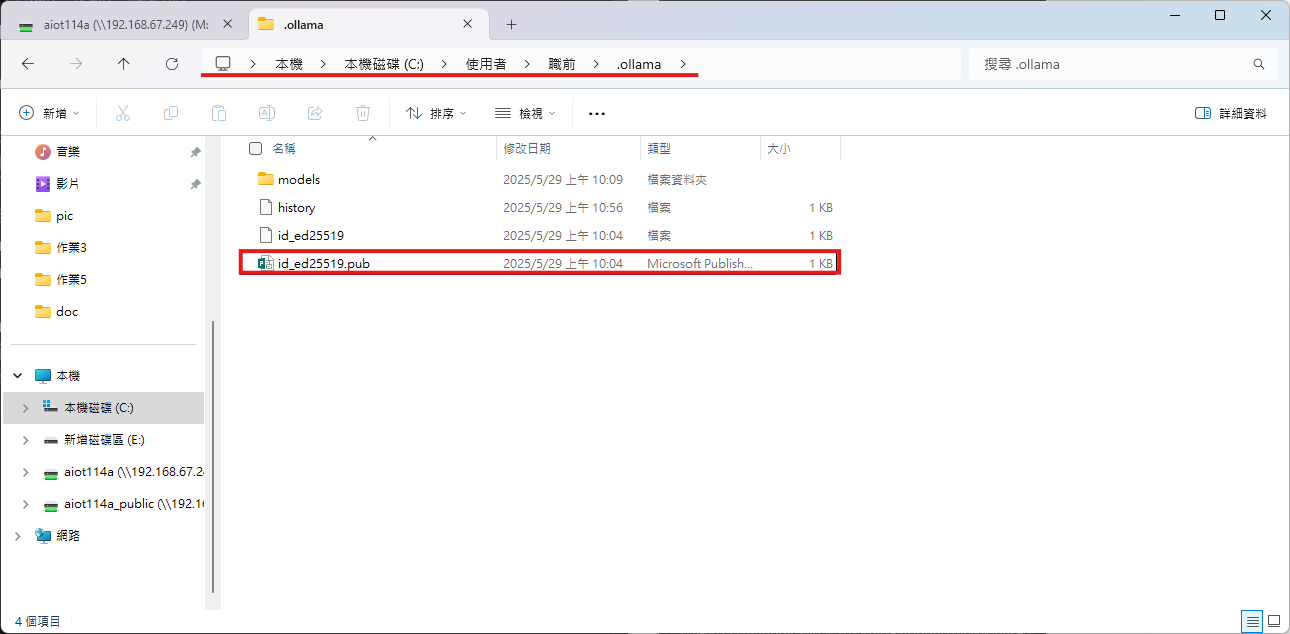 aiot114a (\\192.168.67.249) (M:
.ollama
本機 本機磁碟 (C:) 使用者 職前 .ollama
搜尋 .ollama
新增
排序
檢視
詳細資料
音樂
影片
pic
作業3
作業5
doc
本機
本機磁碟 (C:)
新增磁碟區 (E:)
aiot114a (\\192.168.67.2
aiot114a_public (\\192.1
網路
名稱 修改日期 類型 大小
models 2025/5/29 上午 10:09 檔案資料夾
history 2025/5/29 上午 10:56 檔案 1 KB
id_ed25519 2025/5/29 上午 10:04 檔案 1 KB
id_ed25519.pub 2025/5/29 上午 10:04 Microsoft Publish... 1 KB
4 個項目